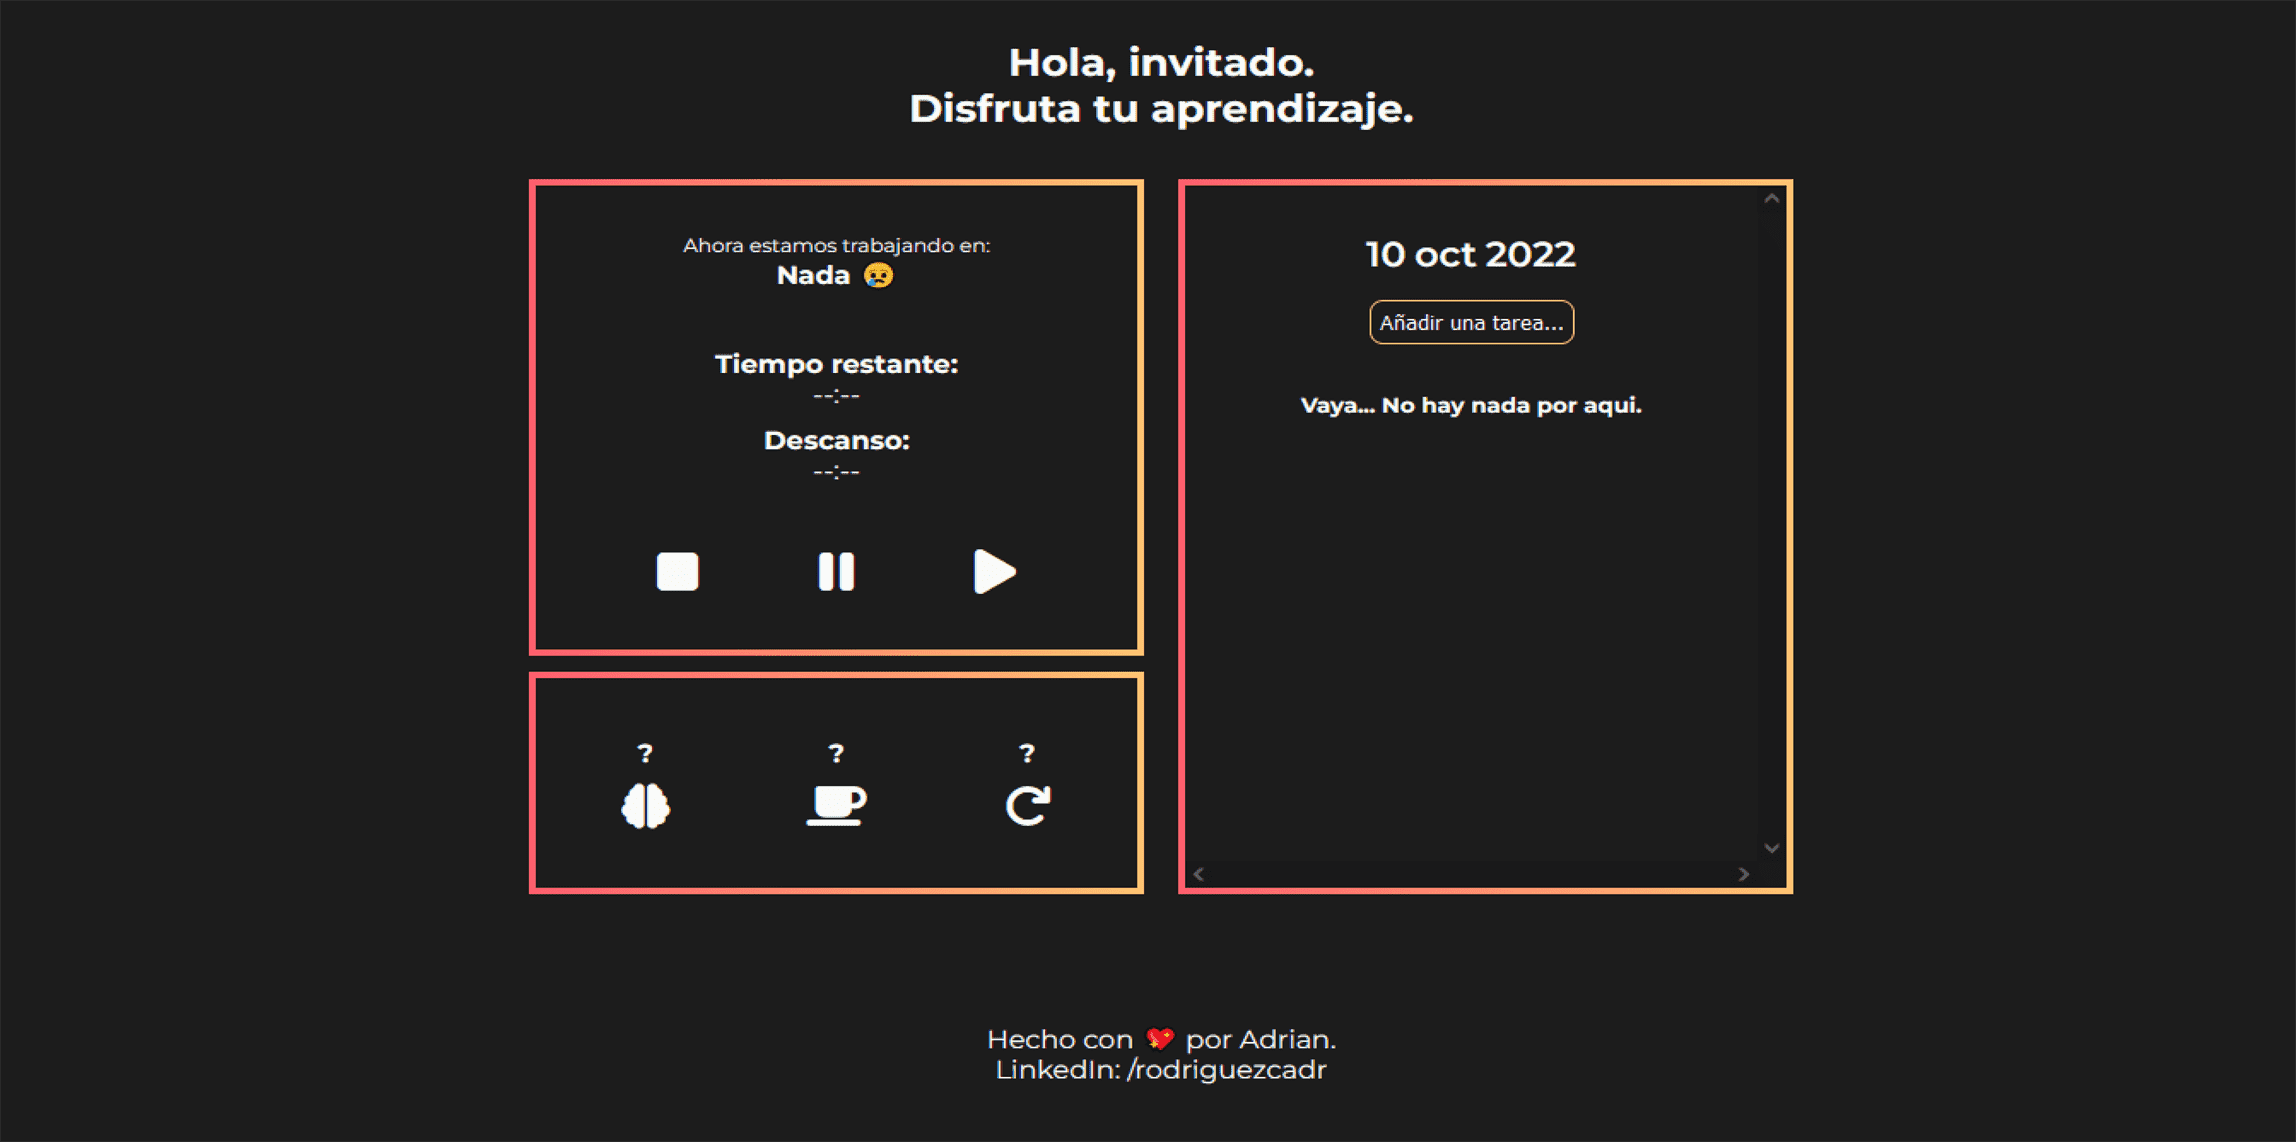 Hola, invitado.
Disfruta tu aprendizaje.
Ahora estamos trabajando en:
Nada 😢
Tiempo restante:
--:--
Descanso:
--:--
? ? ?
10 oct 2022
Añadir una tarea...
Vaya... No hay nada por aqui.
Hecho con 💖 por Adrian.
LinkedIn: /rodriguezcadr